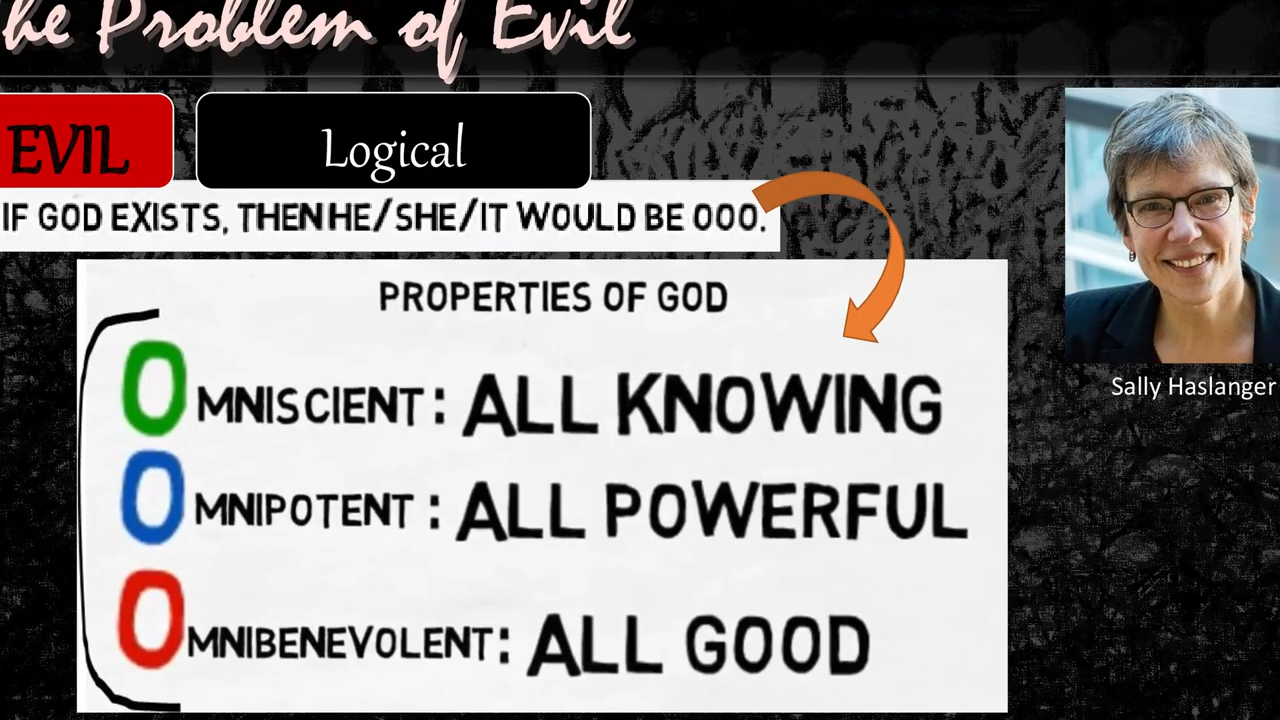 he Problem of Evil
EVIL
Logical
IF GOD EXISTS, THEN HE/SHE/IT WOULD BE OOO.
PROPERTIES OF GOD
OMNISCIENT: ALL KNOWING
OMNIPOTENT: ALL POWERFUL
OMNIBENEVOLENT: ALL GOOD
Sally Haslanger